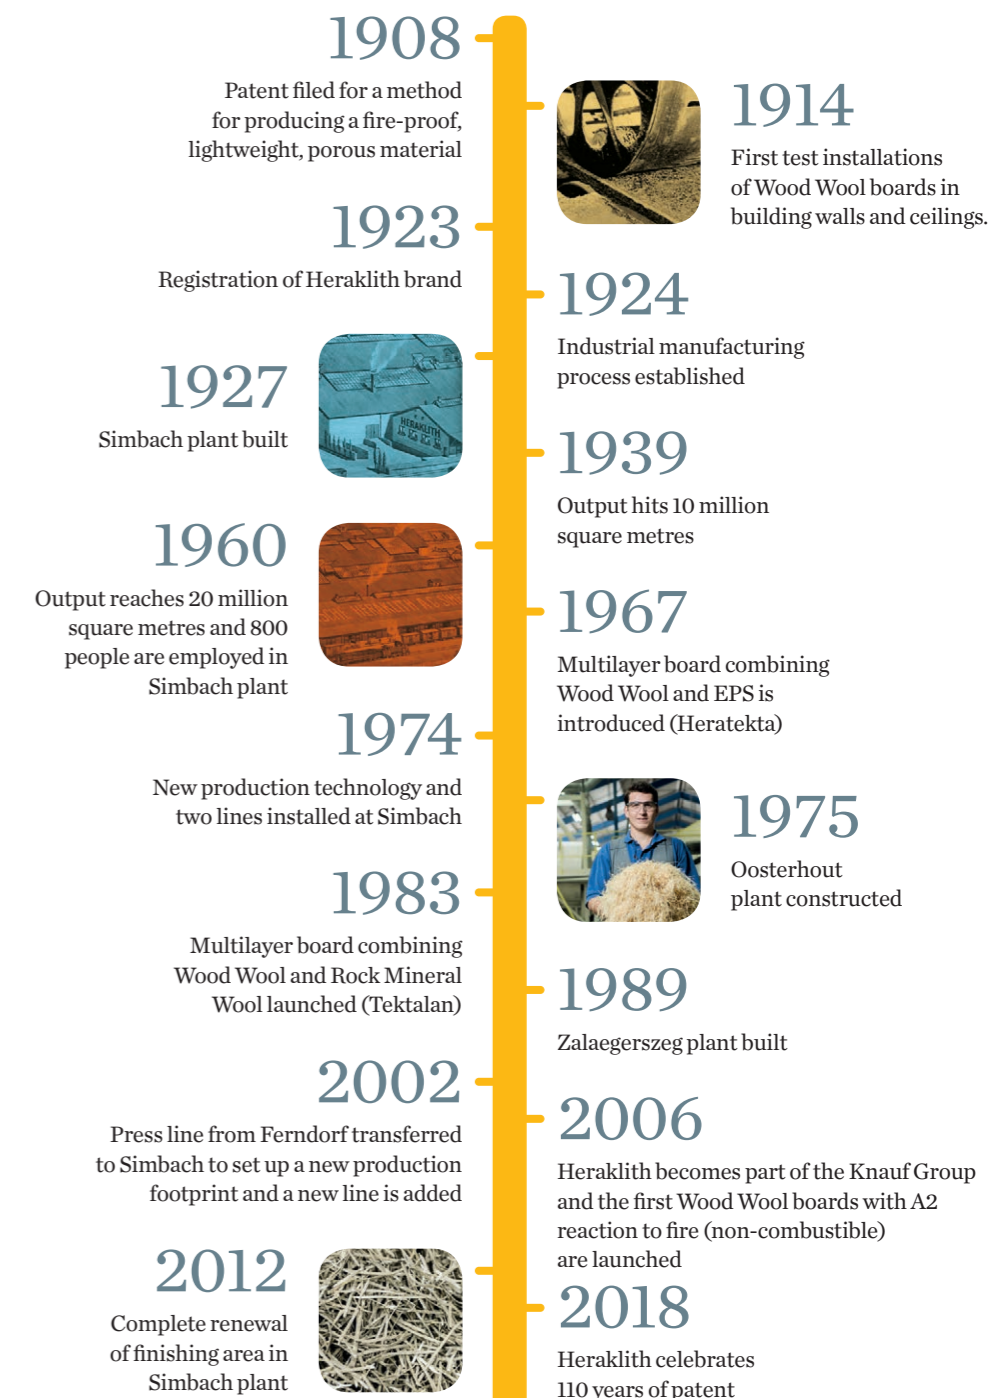 1908
Patent filed for a method
for producing a fire-proof,
lightweight, porous material
1914
First test installations
of Wood Wool boards in
building walls and ceilings.
1923
Registration of Heraklith brand
1924
Industrial manufacturing
process established
1927
Simbach plant built
HERAKLITH
1939
Output hits 10 million
square metres
1960
Output reaches 20 million
square metres and 800
people are employed in
Simbach plant
1967
Multilayer board combining
Wood Wool and EPS is
introduced (Heratekta)
1974
New production technology and
two lines installed at Simbach
1975
Oosterhout
plant constructed
1983
Multilayer board combining
Wood Wool and Rock Mineral
Wool launched (Tektalan)
1989
Zalaegerszeg plant built
2002
Press line from Ferndorf transferred
to Simbach to set up a new production
footprint and a new line is added
2006
Heraklith becomes part of the Knauf Group
and the first Wood Wool boards with A2
reaction to fire (non-combustible)
are launched
2012
Complete renewal
of finishing area in
Simbach plant
2018
Heraklith celebrates
110 years of patent